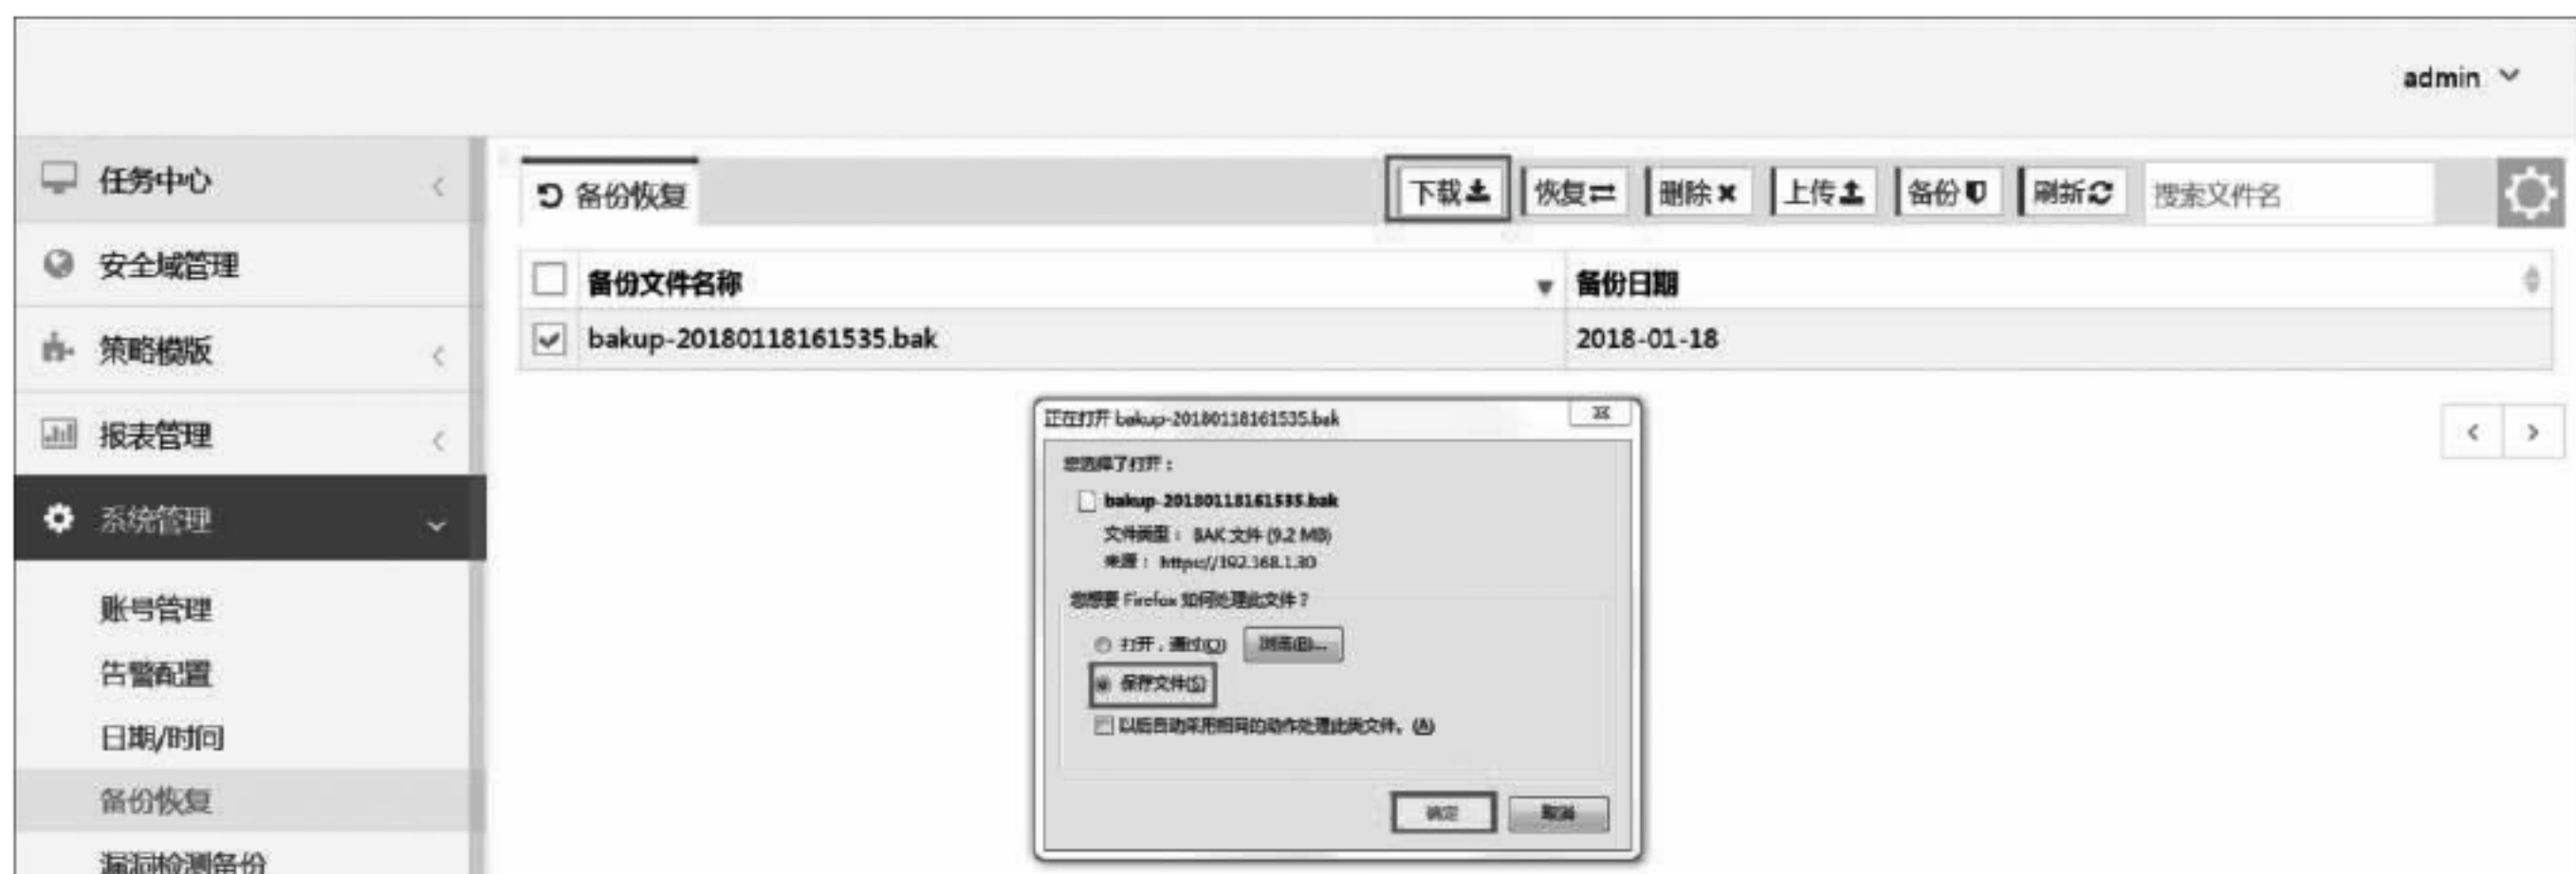 admin
任务中心
安全域管理
策略模版
报表管理
系统管理
账号管理
告警配置
日期/时间
备份恢复
漏洞检测备份
备份恢复
下载 恢复 删除 上传 备份 刷新 搜索文件名
备份文件名称 备份日期
bakup-20180118161535.bak 2018-01-18
正在打开 bakup-20180118161535.bak
您选择了打开：
bakup-20180118161535.bak
文件类型： BAK 文件 (9.2 MB)
来源： https://192.168.1.30
您想要 Firefox 如何处理此文件？
打开，通过(O) 浏览(B)...
保存文件(S)
以后自动采用相同的动作处理此类文件。(A)
确定 取消